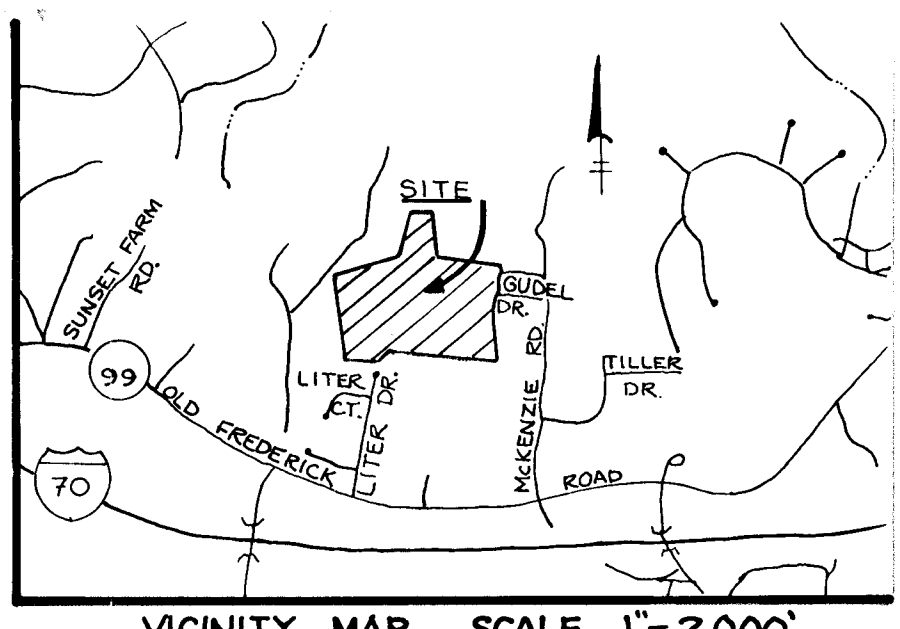 SITE
SUNSET FARM
RD.
GUDEL
DR.
99
LITER
CT.
LITER DR.
McKENZIE RD.
TILLER
DR.
OLD FREDERICK ROAD
70
VICINITY MAP SCALE 1"=2000'